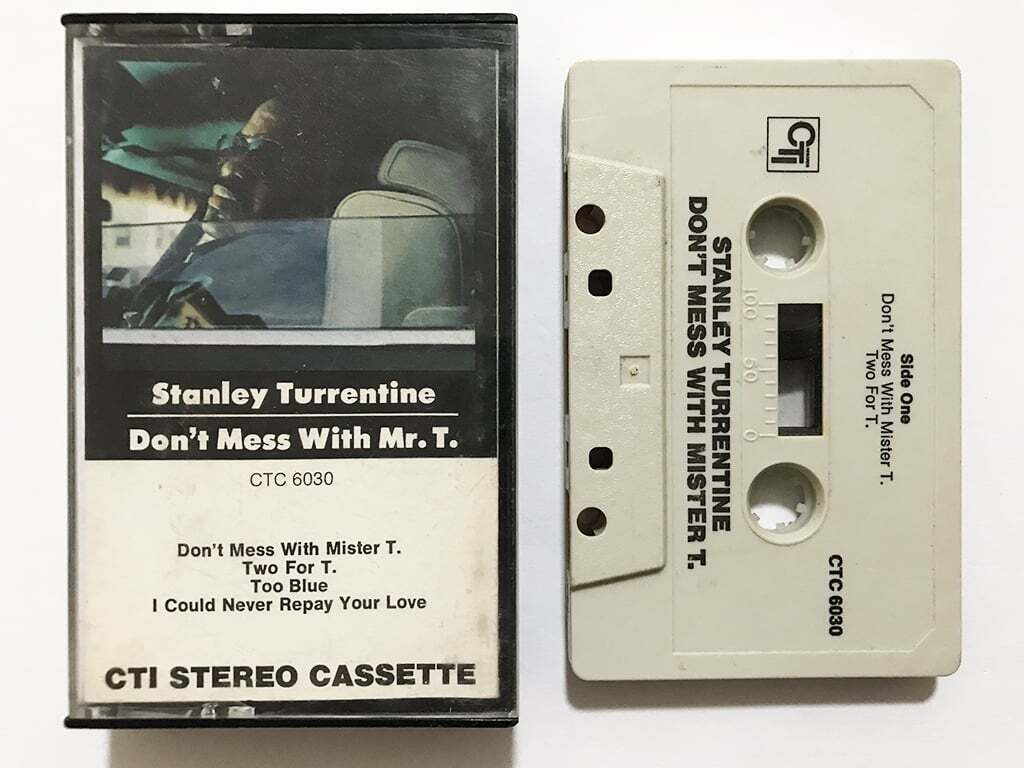 Stanley Turrentine
Don't Mess With Mr. T.
CTC 6030
Don't Mess With Mister T.
Two For T.
Too Blue
I Could Never Repay Your Love
CTI STEREO CASSETTE
CTI
STANLEY TURRENTINE
DON'T MESS WITH MISTER T.
100 50 0
Side One
Don't Mess With Mister T.
Two For T.
CTC 6030